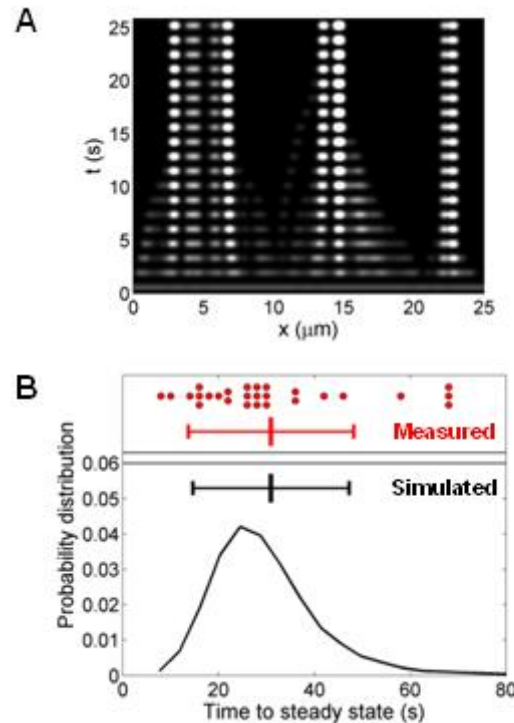 A
25
20
15
10
5
0
t (s)
0 5 10 15 20 25
x (μm)
B
Measured
Simulated
0.06
0.05
0.04
0.03
0.02
0.01
0
Probability distribution
0 20 40 60 80
Time to steady state (s)